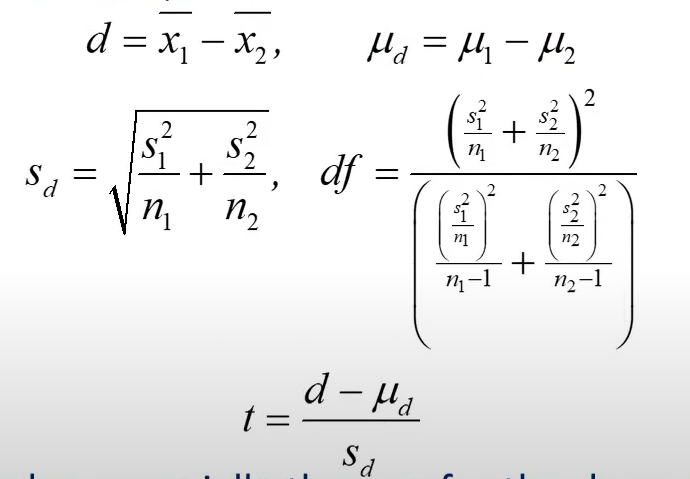 d = x̄₁ − x̄₂, μ_d = μ₁ − μ₂
s_d = √(s₁²/n₁ + s₂²/n₂), df = (s₁²/n₁ + s₂²/n₂)² / ((s₁²/n₁)²/(n₁−1) + (s₂²/n₂)²/(n₂−1))
t = (d − μ_d) / s_d